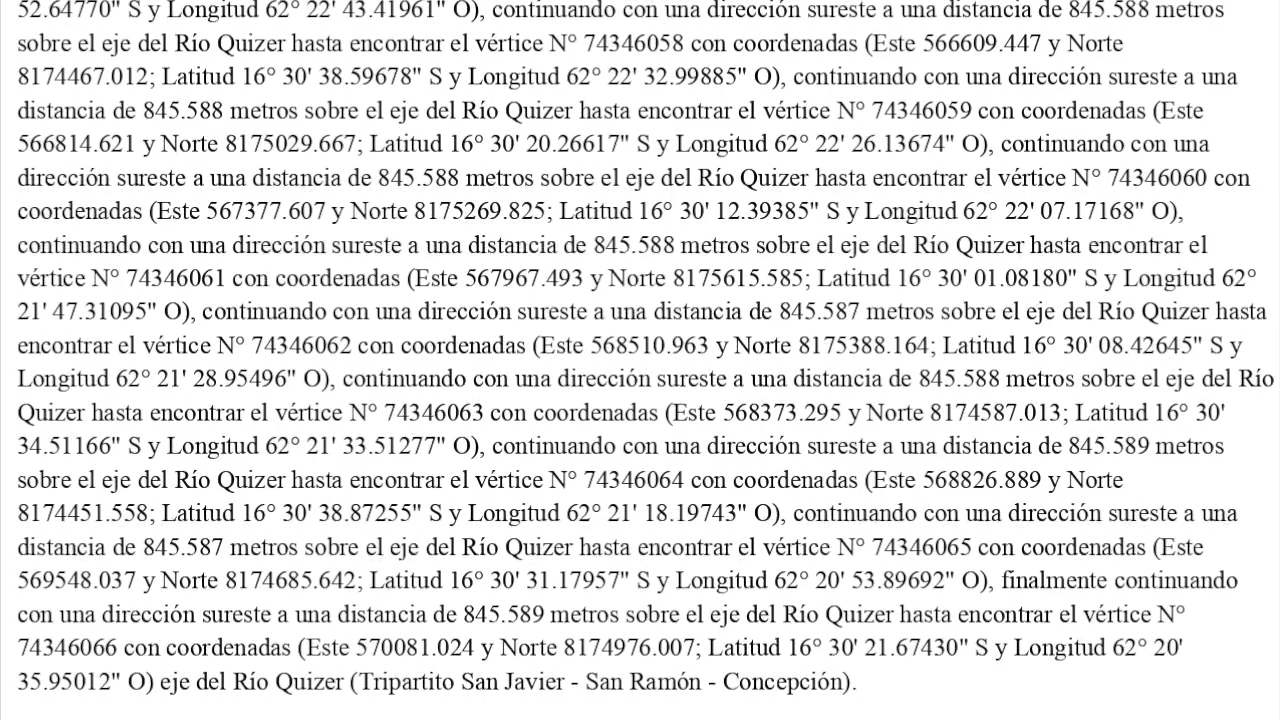 52.64770" S y Longitud 62° 22' 43.41961" O), continuando con una dirección sureste a una distancia de 845.588 metros
sobre el eje del Río Quizer hasta encontrar el vértice N° 74346058 con coordenadas (Este 566609.447 y Norte
8174467.012; Latitud 16° 30' 38.59678" S y Longitud 62° 22' 32.99885" O), continuando con una dirección sureste a una
distancia de 845.588 metros sobre el eje del Río Quizer hasta encontrar el vértice N° 74346059 con coordenadas (Este
566814.621 y Norte 8175029.667; Latitud 16° 30' 20.26617" S y Longitud 62° 22' 26.13674" O), continuando con una
dirección sureste a una distancia de 845.588 metros sobre el eje del Río Quizer hasta encontrar el vértice N° 74346060 con
coordenadas (Este 567377.607 y Norte 8175269.825; Latitud 16° 30' 12.39385" S y Longitud 62° 22' 07.17168" O),
continuando con una dirección sureste a una distancia de 845.588 metros sobre el eje del Río Quizer hasta encontrar el
vértice N° 74346061 con coordenadas (Este 567967.493 y Norte 8175615.585; Latitud 16° 30' 01.08180" S y Longitud 62°
21' 47.31095" O), continuando con una dirección sureste a una distancia de 845.587 metros sobre el eje del Río Quizer hasta
encontrar el vértice N° 74346062 con coordenadas (Este 568510.963 y Norte 8175388.164; Latitud 16° 30' 08.42645" S y
Longitud 62° 21' 28.95496" O), continuando con una dirección sureste a una distancia de 845.588 metros sobre el eje del Río
Quizer hasta encontrar el vértice N° 74346063 con coordenadas (Este 568373.295 y Norte 8174587.013; Latitud 16° 30'
34.51166" S y Longitud 62° 21' 33.51277" O), continuando con una dirección sureste a una distancia de 845.589 metros
sobre el eje del Río Quizer hasta encontrar el vértice N° 74346064 con coordenadas (Este 568826.889 y Norte
8174451.558; Latitud 16° 30' 38.87255" S y Longitud 62° 21' 18.19743" O), continuando con una dirección sureste a una
distancia de 845.587 metros sobre el eje del Río Quizer hasta encontrar el vértice N° 74346065 con coordenadas (Este
569548.037 y Norte 8174685.642; Latitud 16° 30' 31.17957" S y Longitud 62° 20' 53.89692" O), finalmente continuando
con una dirección sureste a una distancia de 845.589 metros sobre el eje del Río Quizer hasta encontrar el vértice N°
74346066 con coordenadas (Este 570081.024 y Norte 8174976.007; Latitud 16° 30' 21.67430" S y Longitud 62° 20'
35.95012" O) eje del Río Quizer (Tripartito San Javier - San Ramón - Concepción).